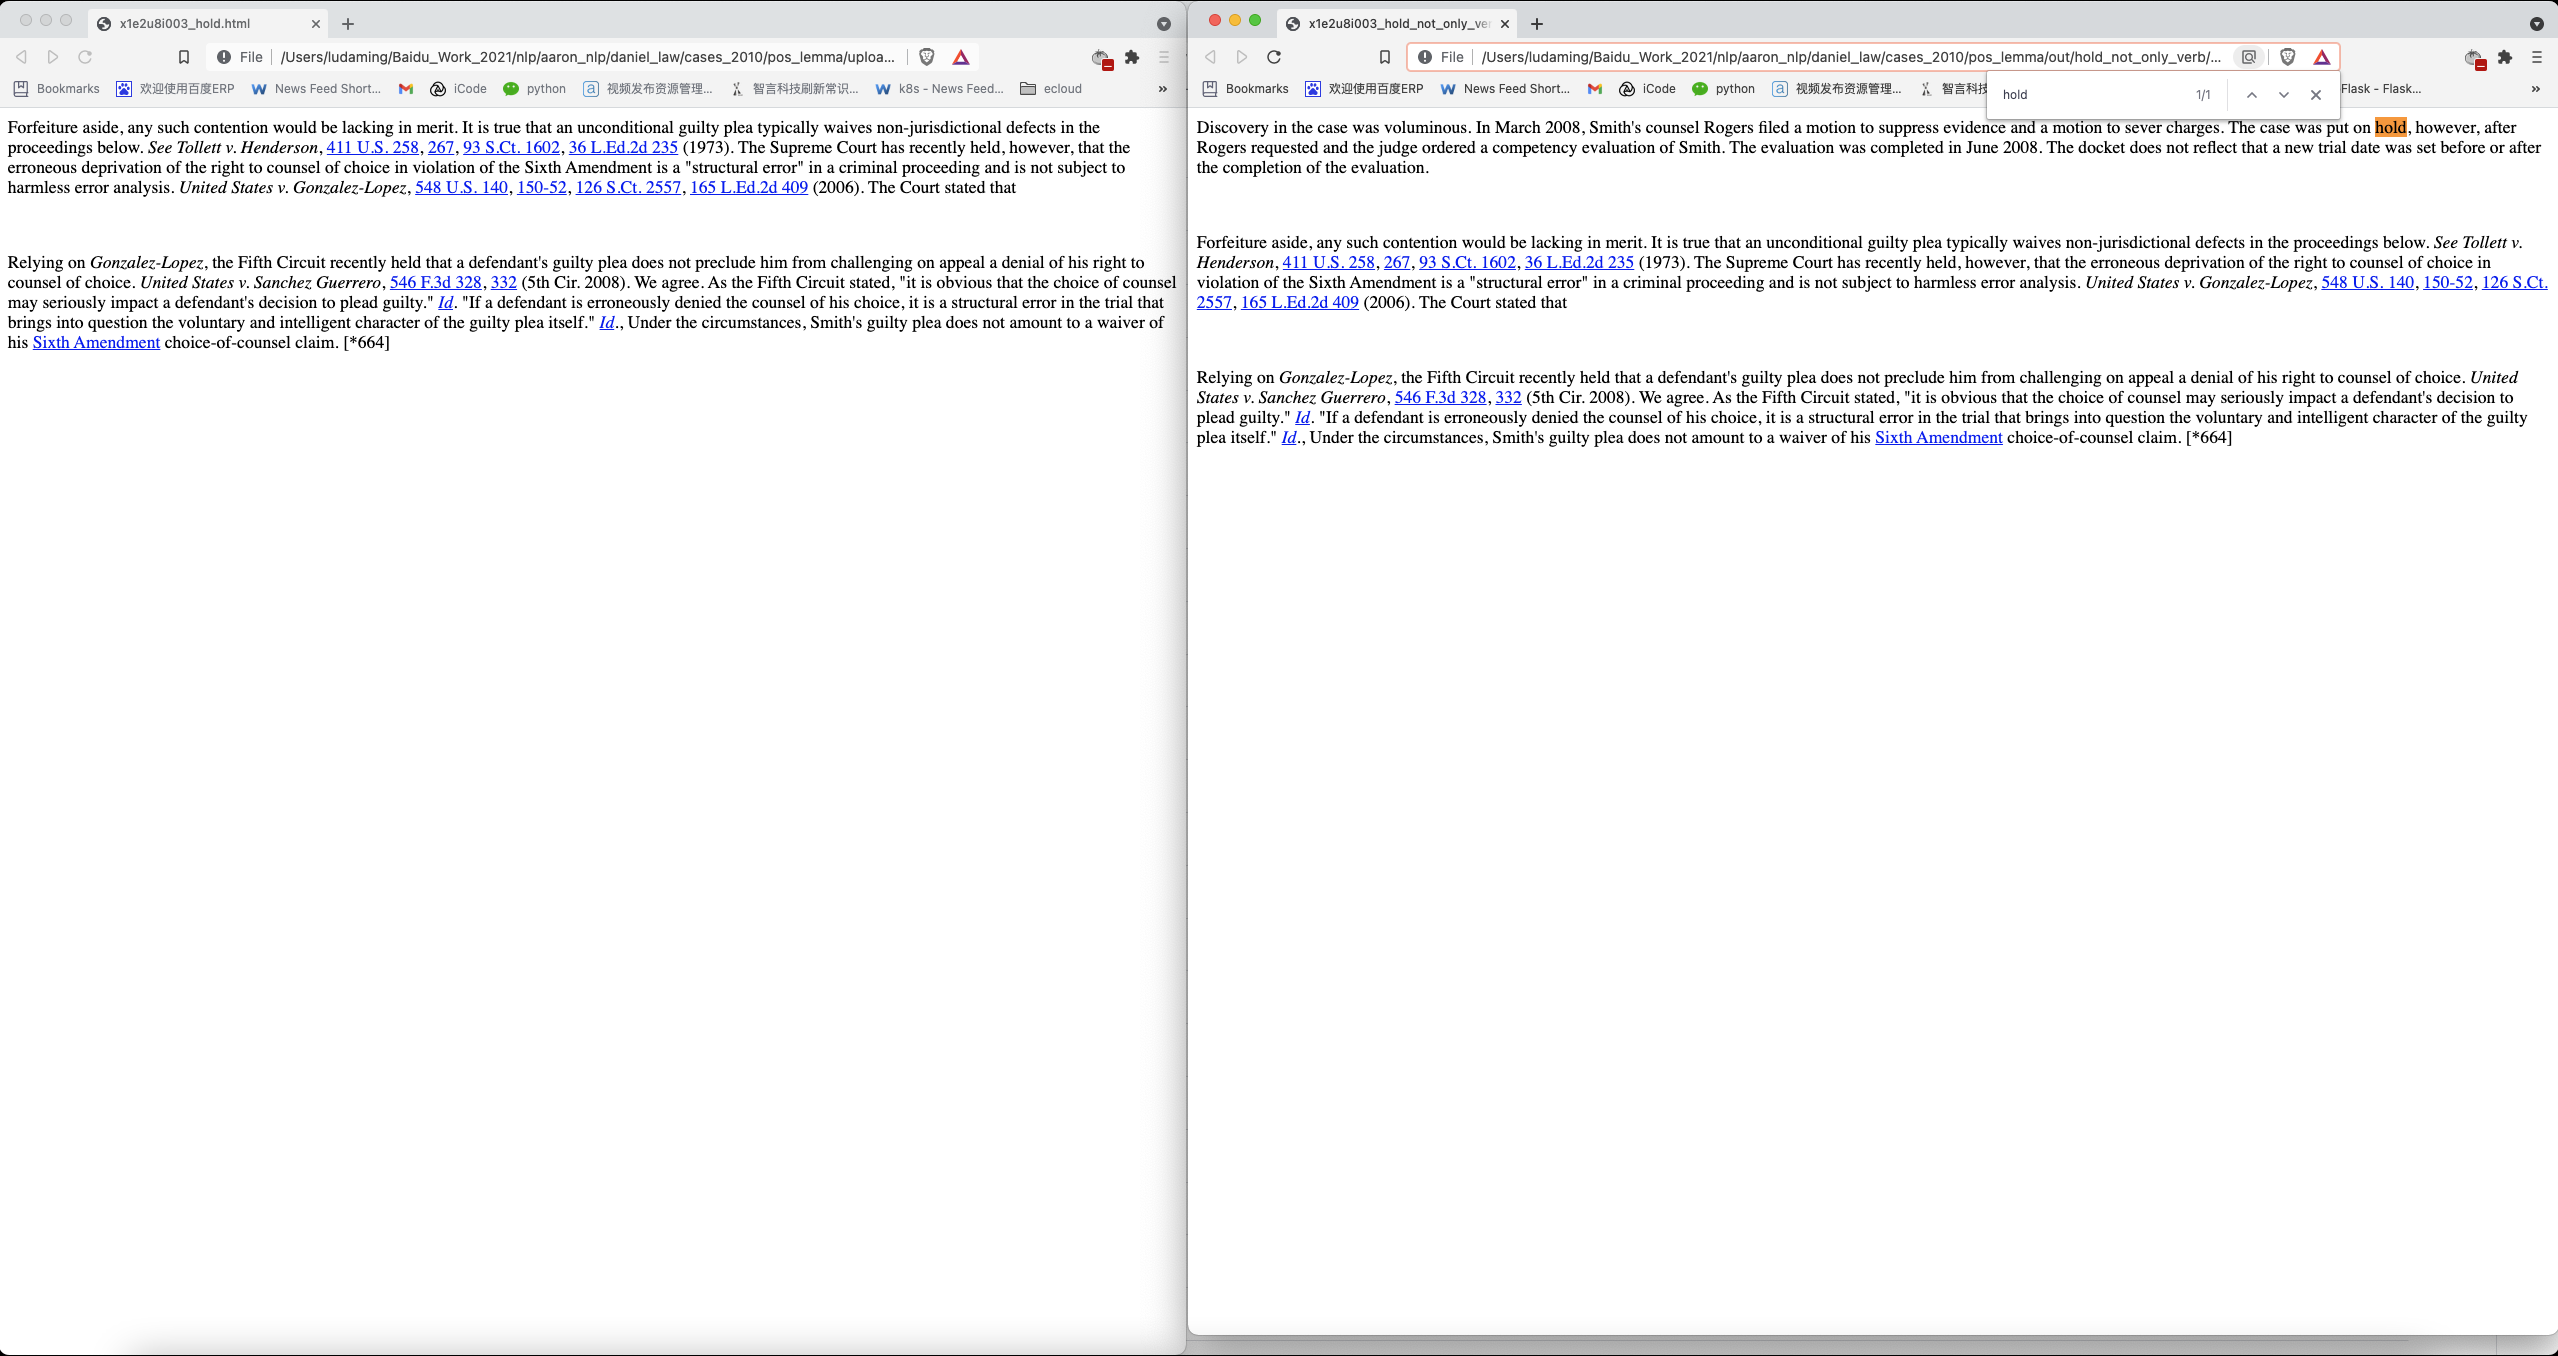 x1e2u8i003_hold.html
File /Users/ludaming/Baidu_Work_2021/nlp/aaron_nlp/daniel_law/cases_2010/pos_lemma/uploa...
Bookmarks 欢迎使用百度ERP News Feed Short... iCode python 视频发布资源管理... 智言科技刷新常识... k8s - News Feed... ecloud »
Forfeiture aside, any such contention would be lacking in merit. It is true that an unconditional guilty plea typically waives non-jurisdictional defects in the
proceedings below. See Tollett v. Henderson, 411 U.S. 258, 267, 93 S.Ct. 1602, 36 L.Ed.2d 235 (1973). The Supreme Court has recently held, however, that the
erroneous deprivation of the right to counsel of choice in violation of the Sixth Amendment is a "structural error" in a criminal proceeding and is not subject to
harmless error analysis. United States v. Gonzalez-Lopez, 548 U.S. 140, 150-52, 126 S.Ct. 2557, 165 L.Ed.2d 409 (2006). The Court stated that
Relying on Gonzalez-Lopez, the Fifth Circuit recently held that a defendant's guilty plea does not preclude him from challenging on appeal a denial of his right to
counsel of choice. United States v. Sanchez Guerrero, 546 F.3d 328, 332 (5th Cir. 2008). We agree. As the Fifth Circuit stated, "it is obvious that the choice of counsel
may seriously impact a defendant's decision to plead guilty." Id. "If a defendant is erroneously denied the counsel of his choice, it is a structural error in the trial that
brings into question the voluntary and intelligent character of the guilty plea itself." Id., Under the circumstances, Smith's guilty plea does not amount to a waiver of
his Sixth Amendment choice-of-counsel claim. [*664]
x1e2u8i003_hold_not_only_ver
File /Users/ludaming/Baidu_Work_2021/nlp/aaron_nlp/daniel_law/cases_2010/pos_lemma/out/hold_not_only_verb/...
Bookmarks 欢迎使用百度ERP News Feed Short... iCode python 视频发布资源管理... 智言科技 Flask - Flask... »
hold 1/1
Discovery in the case was voluminous. In March 2008, Smith's counsel Rogers filed a motion to suppress evidence and a motion to sever charges. The case was put on hold, however, after
Rogers requested and the judge ordered a competency evaluation of Smith. The evaluation was completed in June 2008. The docket does not reflect that a new trial date was set before or after
the completion of the evaluation.
Forfeiture aside, any such contention would be lacking in merit. It is true that an unconditional guilty plea typically waives non-jurisdictional defects in the proceedings below. See Tollett v.
Henderson, 411 U.S. 258, 267, 93 S.Ct. 1602, 36 L.Ed.2d 235 (1973). The Supreme Court has recently held, however, that the erroneous deprivation of the right to counsel of choice in
violation of the Sixth Amendment is a "structural error" in a criminal proceeding and is not subject to harmless error analysis. United States v. Gonzalez-Lopez, 548 U.S. 140, 150-52, 126 S.Ct.
2557, 165 L.Ed.2d 409 (2006). The Court stated that
Relying on Gonzalez-Lopez, the Fifth Circuit recently held that a defendant's guilty plea does not preclude him from challenging on appeal a denial of his right to counsel of choice. United
States v. Sanchez Guerrero, 546 F.3d 328, 332 (5th Cir. 2008). We agree. As the Fifth Circuit stated, "it is obvious that the choice of counsel may seriously impact a defendant's decision to
plead guilty." Id. "If a defendant is erroneously denied the counsel of his choice, it is a structural error in the trial that brings into question the voluntary and intelligent character of the guilty
plea itself." Id., Under the circumstances, Smith's guilty plea does not amount to a waiver of his Sixth Amendment choice-of-counsel claim. [*664]